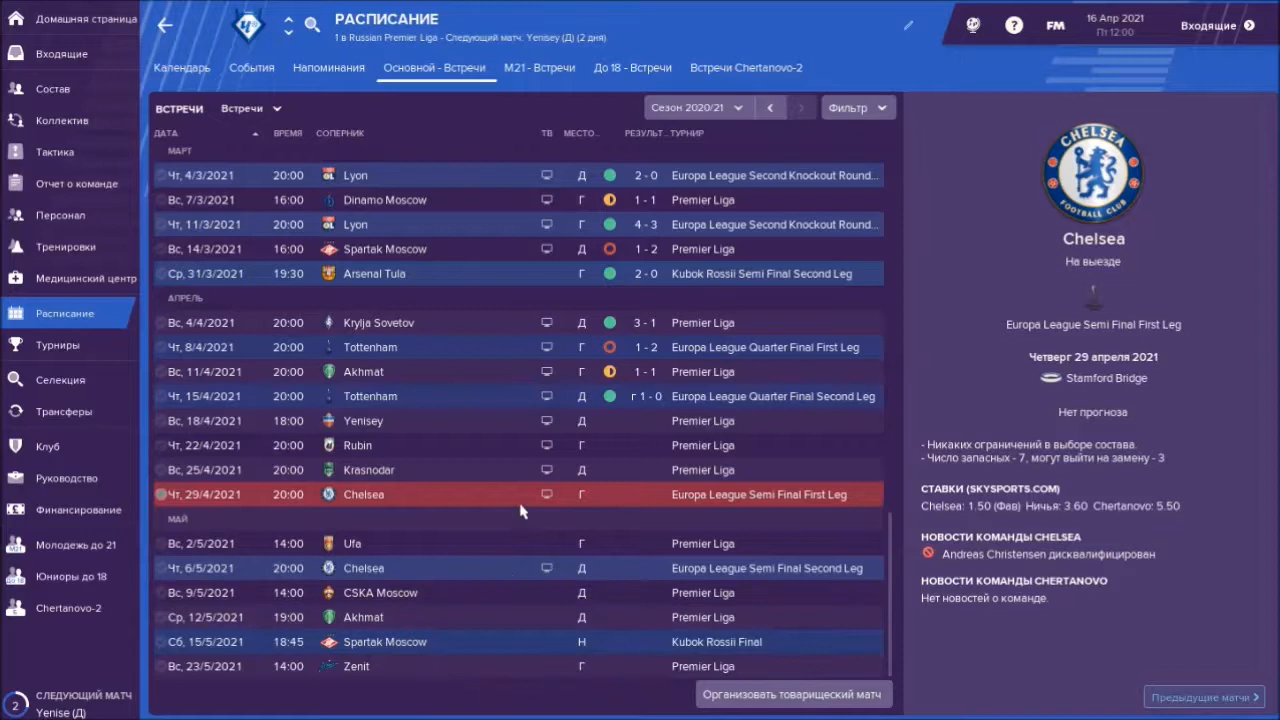 Домашняя страница
Входящие
Состав
Коллектив
Тактика
Отчет о команде
Персонал
Тренировки
Медицинский центр
Расписание
Турниры
Селекция
Трансферы
Клуб
Руководство
Финансирование
Молодежь до 21
Юниоры до 18
Chertanovo-2
2
СЛЕДУЮЩИЙ МАТЧ
Yenise (Д)
РАСПИСАНИЕ
1 в Russian Premier Liga - Следующий матч: Yenisey (Д) (2 дня)
? FM
16 Апр 2021
Пт 12:00
Входящие
Календарь События Напоминания Основной - Встречи М21 - Встречи До 18 - Встречи Встречи Chertanovo-2
ВСТРЕЧИ Встречи Сезон 2020/21 Фильтр
ДАТА ВРЕМЯ СОПЕРНИК ТВ МЕСТО... РЕЗУЛЬТ... ТУРНИР
МАРТ
Чт, 4/3/2021 20:00 Lyon Д 2 - 0 Europa League Second Knockout Round...
Вс, 7/3/2021 16:00 Dinamo Moscow Г 1 - 1 Premier Liga
Чт, 11/3/2021 20:00 Lyon Г 4 - 3 Europa League Second Knockout Round...
Вс, 14/3/2021 16:00 Spartak Moscow Д 1 - 2 Premier Liga
Ср, 31/3/2021 19:30 Arsenal Tula Г 2 - 0 Kubok Rossii Semi Final Second Leg
АПРЕЛЬ
Вс, 4/4/2021 20:00 Krylja Sovetov Д 3 - 1 Premier Liga
Чт, 8/4/2021 20:00 Tottenham Г 1 - 2 Europa League Quarter Final First Leg
Вс, 11/4/2021 20:00 Akhmat Г 1 - 1 Premier Liga
Чт, 15/4/2021 20:00 Tottenham Д г 1 - 0 Europa League Quarter Final Second Leg
Вс, 18/4/2021 18:00 Yenisey Д Premier Liga
Чт, 22/4/2021 20:00 Rubin Г Premier Liga
Вс, 25/4/2021 20:00 Krasnodar Д Premier Liga
Чт, 29/4/2021 20:00 Chelsea Г Europa League Semi Final First Leg
МАЙ
Вс, 2/5/2021 14:00 Ufa Г Premier Liga
Чт, 6/5/2021 20:00 Chelsea Д Europa League Semi Final Second Leg
Вс, 9/5/2021 14:00 CSKA Moscow Д Premier Liga
Ср, 12/5/2021 19:00 Akhmat Д Premier Liga
Сб, 15/5/2021 18:45 Spartak Moscow Н Kubok Rossii Final
Вс, 23/5/2021 14:00 Zenit Г Premier Liga
Организовать товарищеский матч
CHELSEA
FOOTBALL CLUB
Chelsea
На выезде
Europa League Semi Final First Leg
Четверг 29 апреля 2021
Stamford Bridge
Нет прогноза
- Никаких ограничений в выборе состава.
- Число запасных - 7, могут выйти на замену - 3
СТАВКИ (SKYSPORTS.COM)
Chelsea: 1.50 (Фав) Ничья: 3.60 Chertanovo: 5.50
НОВОСТИ КОМАНДЫ CHELSEA
Andreas Christensen дисквалифицирован
НОВОСТИ КОМАНДЫ CHERTANOVO
Нет новостей о команде.
Предыдущие матчи